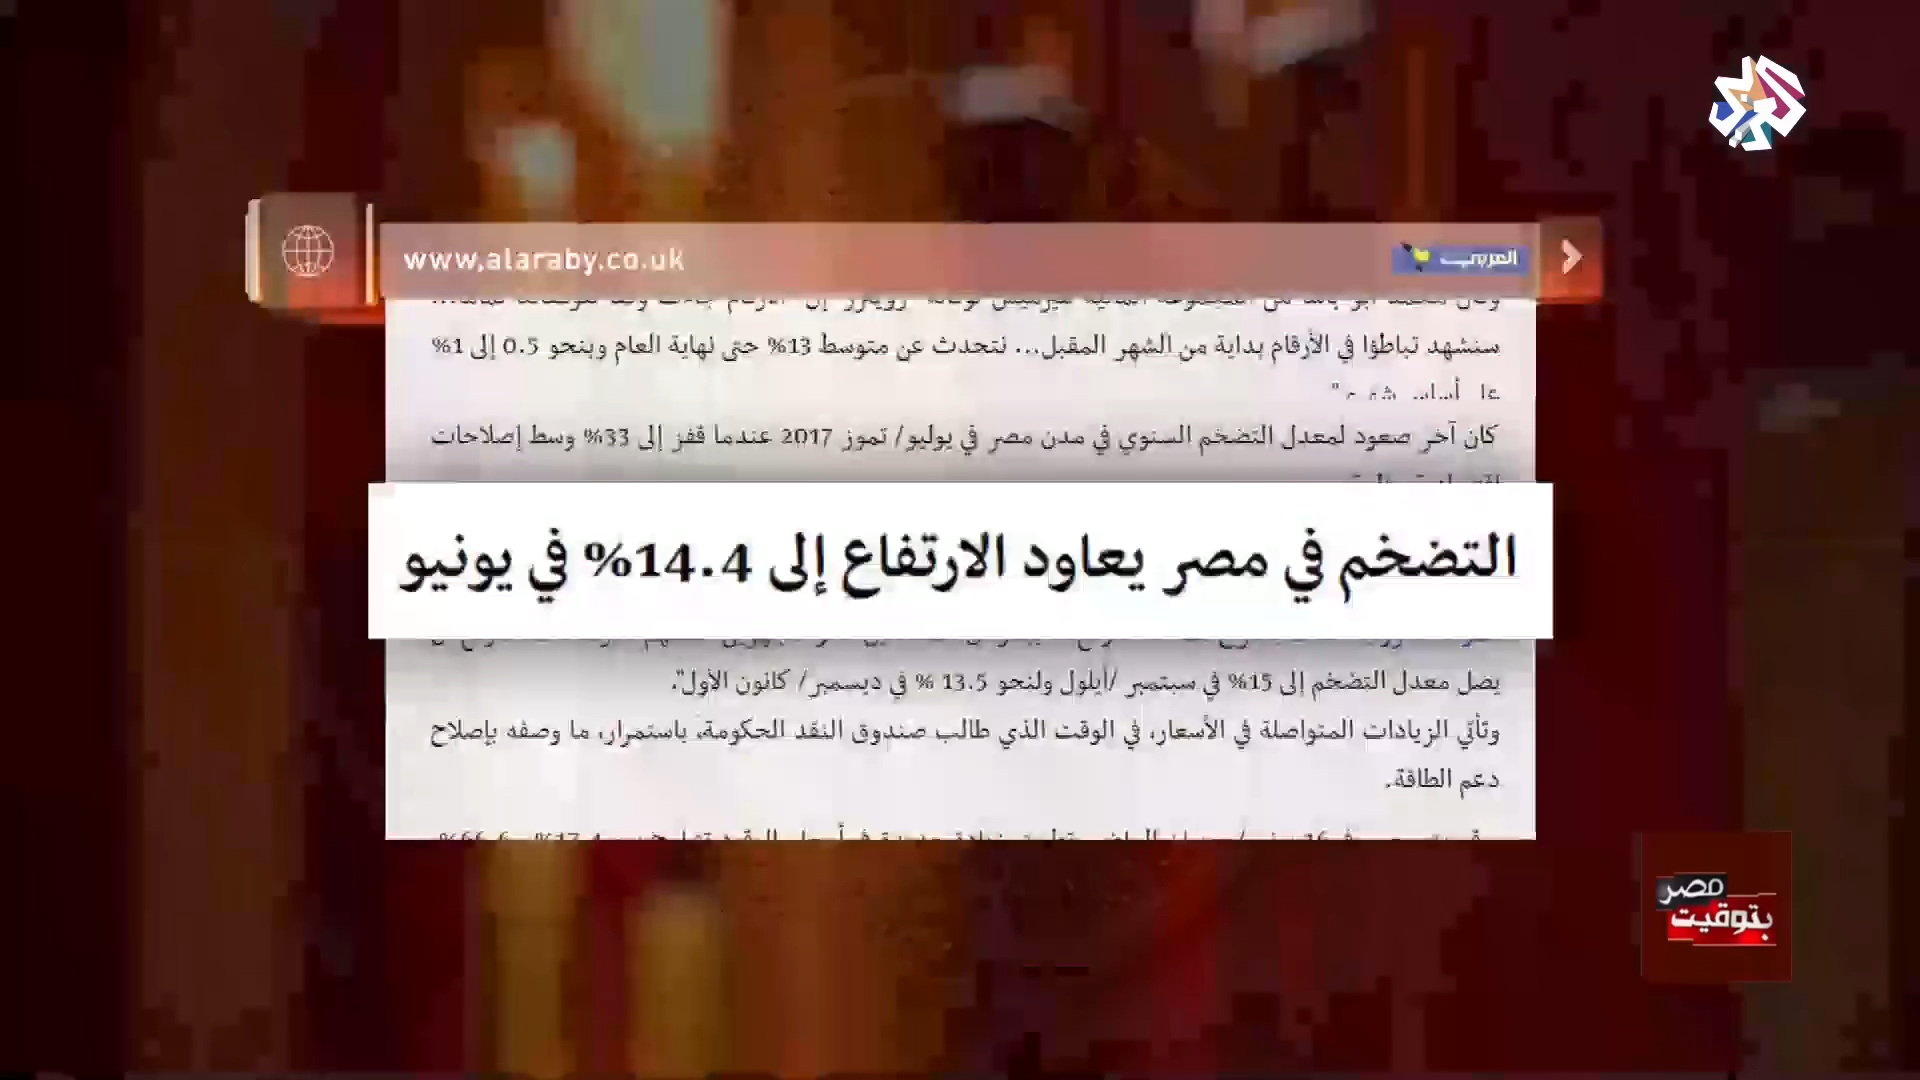 www.alaraby.co.uk
العربي
سنشهد تباطؤا في الأرقام بداية من الشهر المقبل... نتحدث عن متوسط 13% حتى نهاية العام وبنحو 0.5 إلى 1%
على أساس شهري"
كان آخر صعود لمعدل التضخم السنوي في مدن مصر في يوليو/ تموز 2017 عندما قفز إلى 33% وسط إصلاحات
التضخم في مصر يعاود الارتفاع إلى 14.4% في يونيو
يصل معدل التضخم إلى 15% في سبتمبر /أيلول ولنحو 13.5 % في ديسمبر/ كانون الأول".
وتأتي الزيادات المتواصلة في الأسعار، في الوقت الذي طالب صندوق النقد الحكومة، باستمرار، ما وصفه بإصلاح
دعم الطاقة.
مصر
بتوقيت